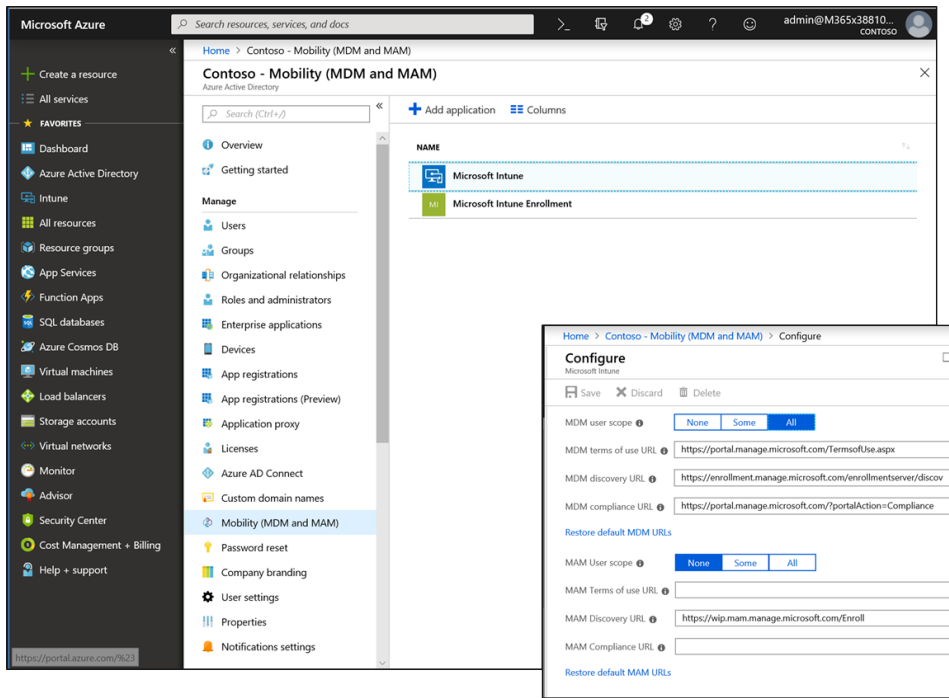 Microsoft Azure
Search resources, services, and docs
2
admin@M365x38810...
CONTOSO
Home > Contoso - Mobility (MDM and MAM)
Contoso - Mobility (MDM and MAM)
Azure Active Directory
Create a resource
All services
FAVORITES
Dashboard
Azure Active Directory
Intune
All resources
Resource groups
App Services
Function Apps
SQL databases
Azure Cosmos DB
Virtual machines
Load balancers
Storage accounts
Virtual networks
Monitor
Advisor
Security Center
Cost Management + Billing
Help + support
https://portal.azure.com/%23
Search (Ctrl+/)
Overview
Getting started
Manage
Users
Groups
Organizational relationships
Roles and administrators
Enterprise applications
Devices
App registrations
App registrations (Preview)
Application proxy
Licenses
Azure AD Connect
Custom domain names
Mobility (MDM and MAM)
Password reset
Company branding
User settings
Properties
Notifications settings
Add application Columns
NAME
Microsoft Intune
MI Microsoft Intune Enrollment
Home > Contoso - Mobility (MDM and MAM) > Configure
Configure
Microsoft Intune
Save Discard Delete
MDM user scope None Some All
MDM terms of use URL https://portal.manage.microsoft.com/TermsofUse.aspx
MDM discovery URL https://enrollment.manage.microsoft.com/enrollmentserver/discov
MDM compliance URL https://portal.manage.microsoft.com/?portalAction=Compliance
Restore default MDM URLs
MAM User scope None Some All
MAM Terms of use URL
MAM Discovery URL https://wip.mam.manage.microsoft.com/Enroll
MAM Compliance URL
Restore default MAM URLs